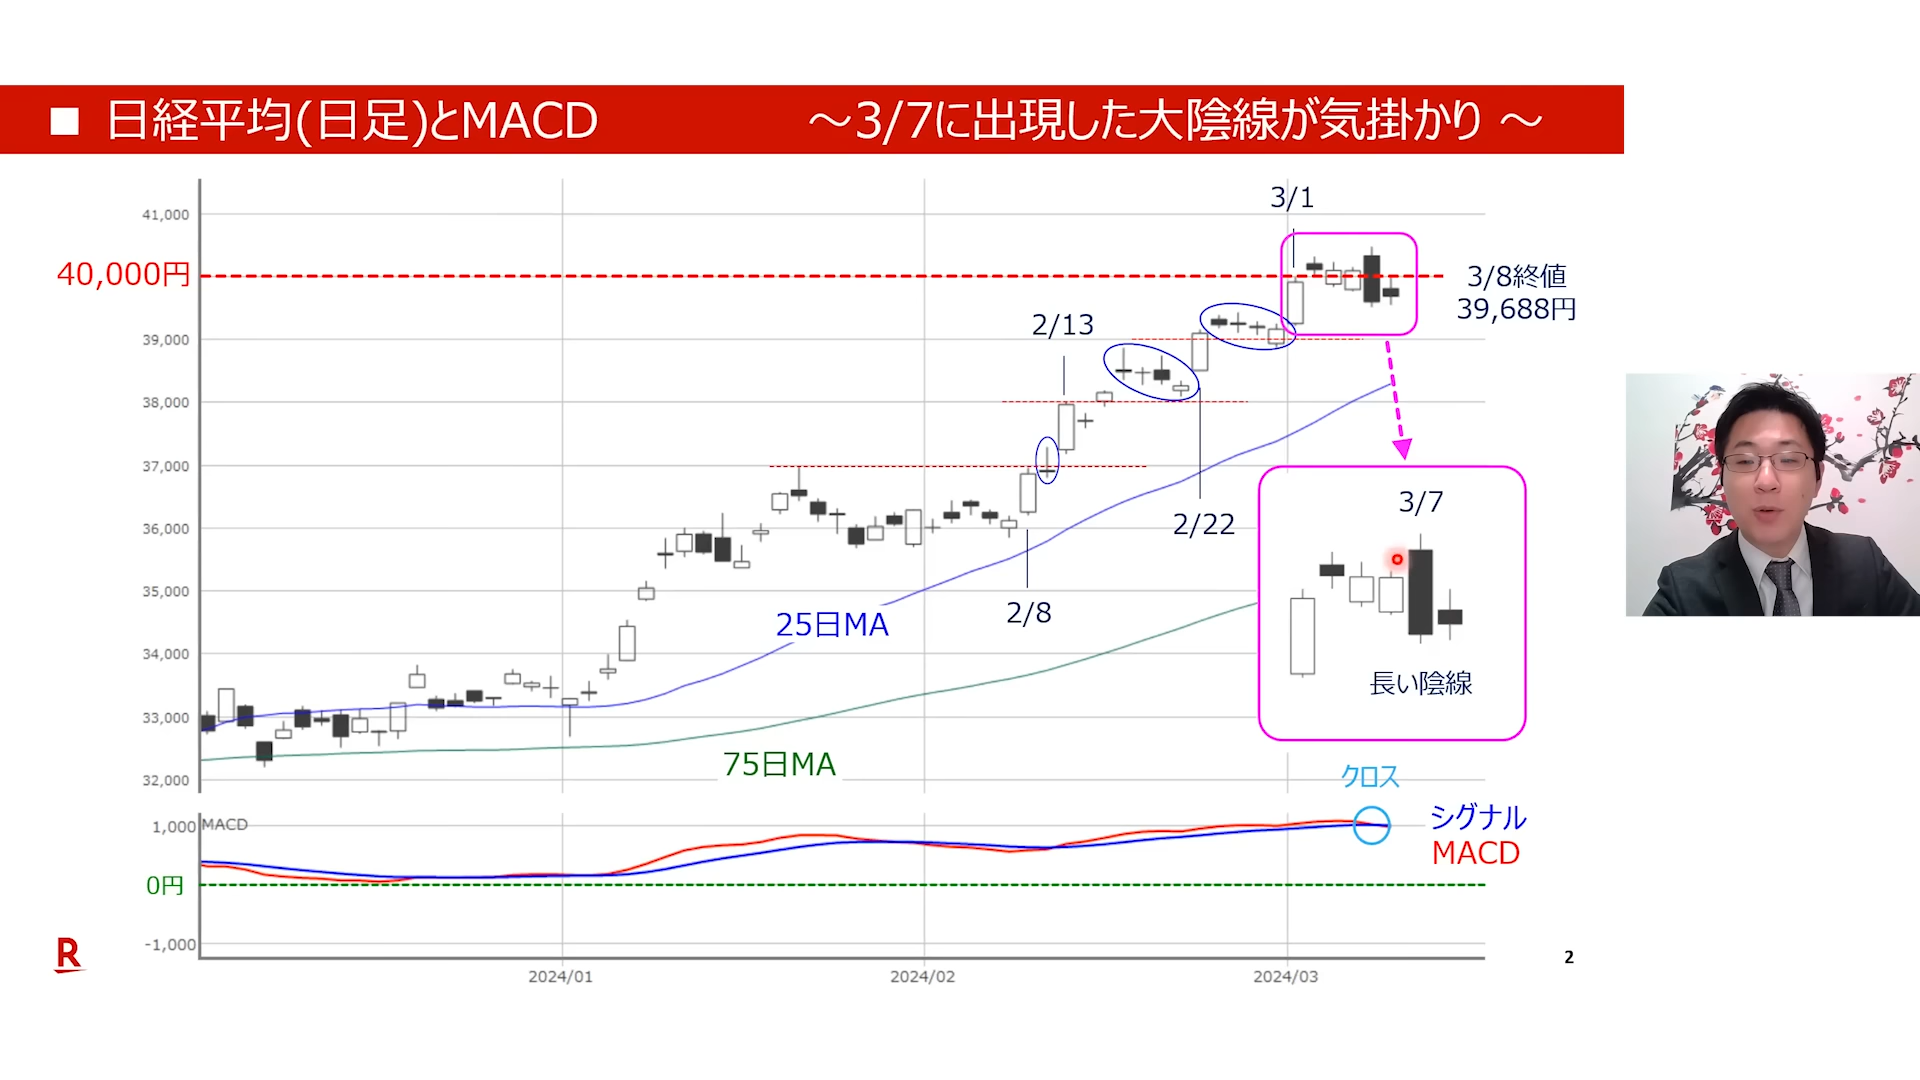 ■ 日経平均(日足)とMACD ～3/7に出現した大陰線が気掛かり ～
3/1
41,000
40,000円
3/8終値
39,688円
2/13
39,000
38,000
37,000
3/7
2/22
36,000
35,000
2/8
25日MA
34,000
長い陰線
33,000
75日MA
32,000
クロス
シグナル
MACD
1,000
MACD
0円
-1,000
R
2
2024/01
2024/02
2024/03